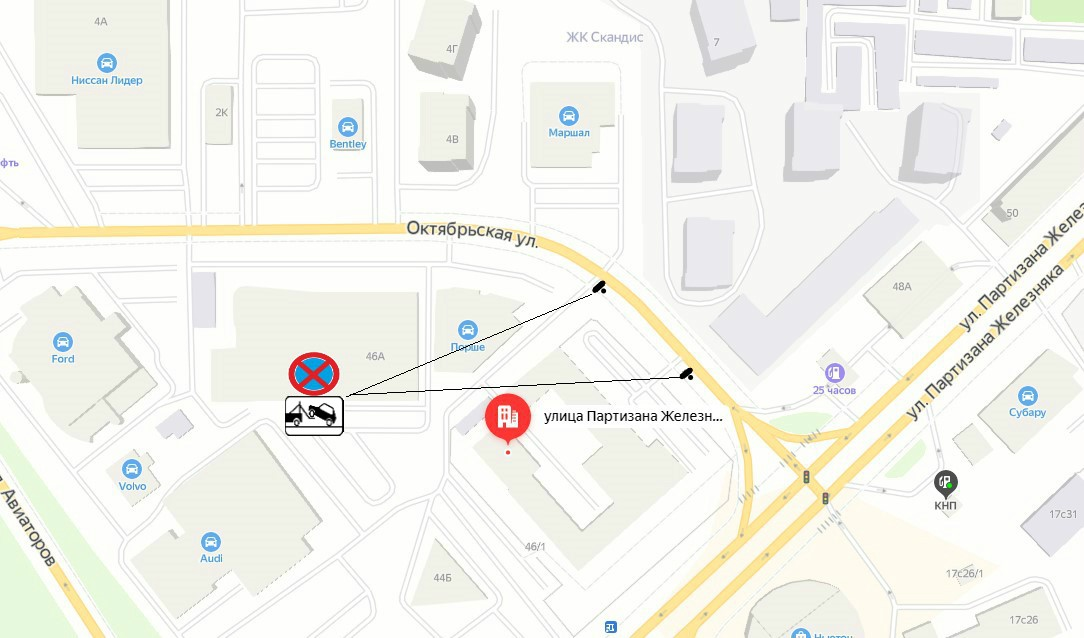 4А
4Г
ЖК Скандис
7
Ниссан Лидер
2К
Bentley
4В
Маршал
фть
50
Октябрьская ул.
ул. Партизана Желе
48А
ул. Партизана Железняка
46А
Порше
Ford
25 часов
Субару
улица Партизана Железн...
Volvo
КНП
17с31
Авиаторов
Audi
46/1
44Б
17с26/1
17с26
Ньютон